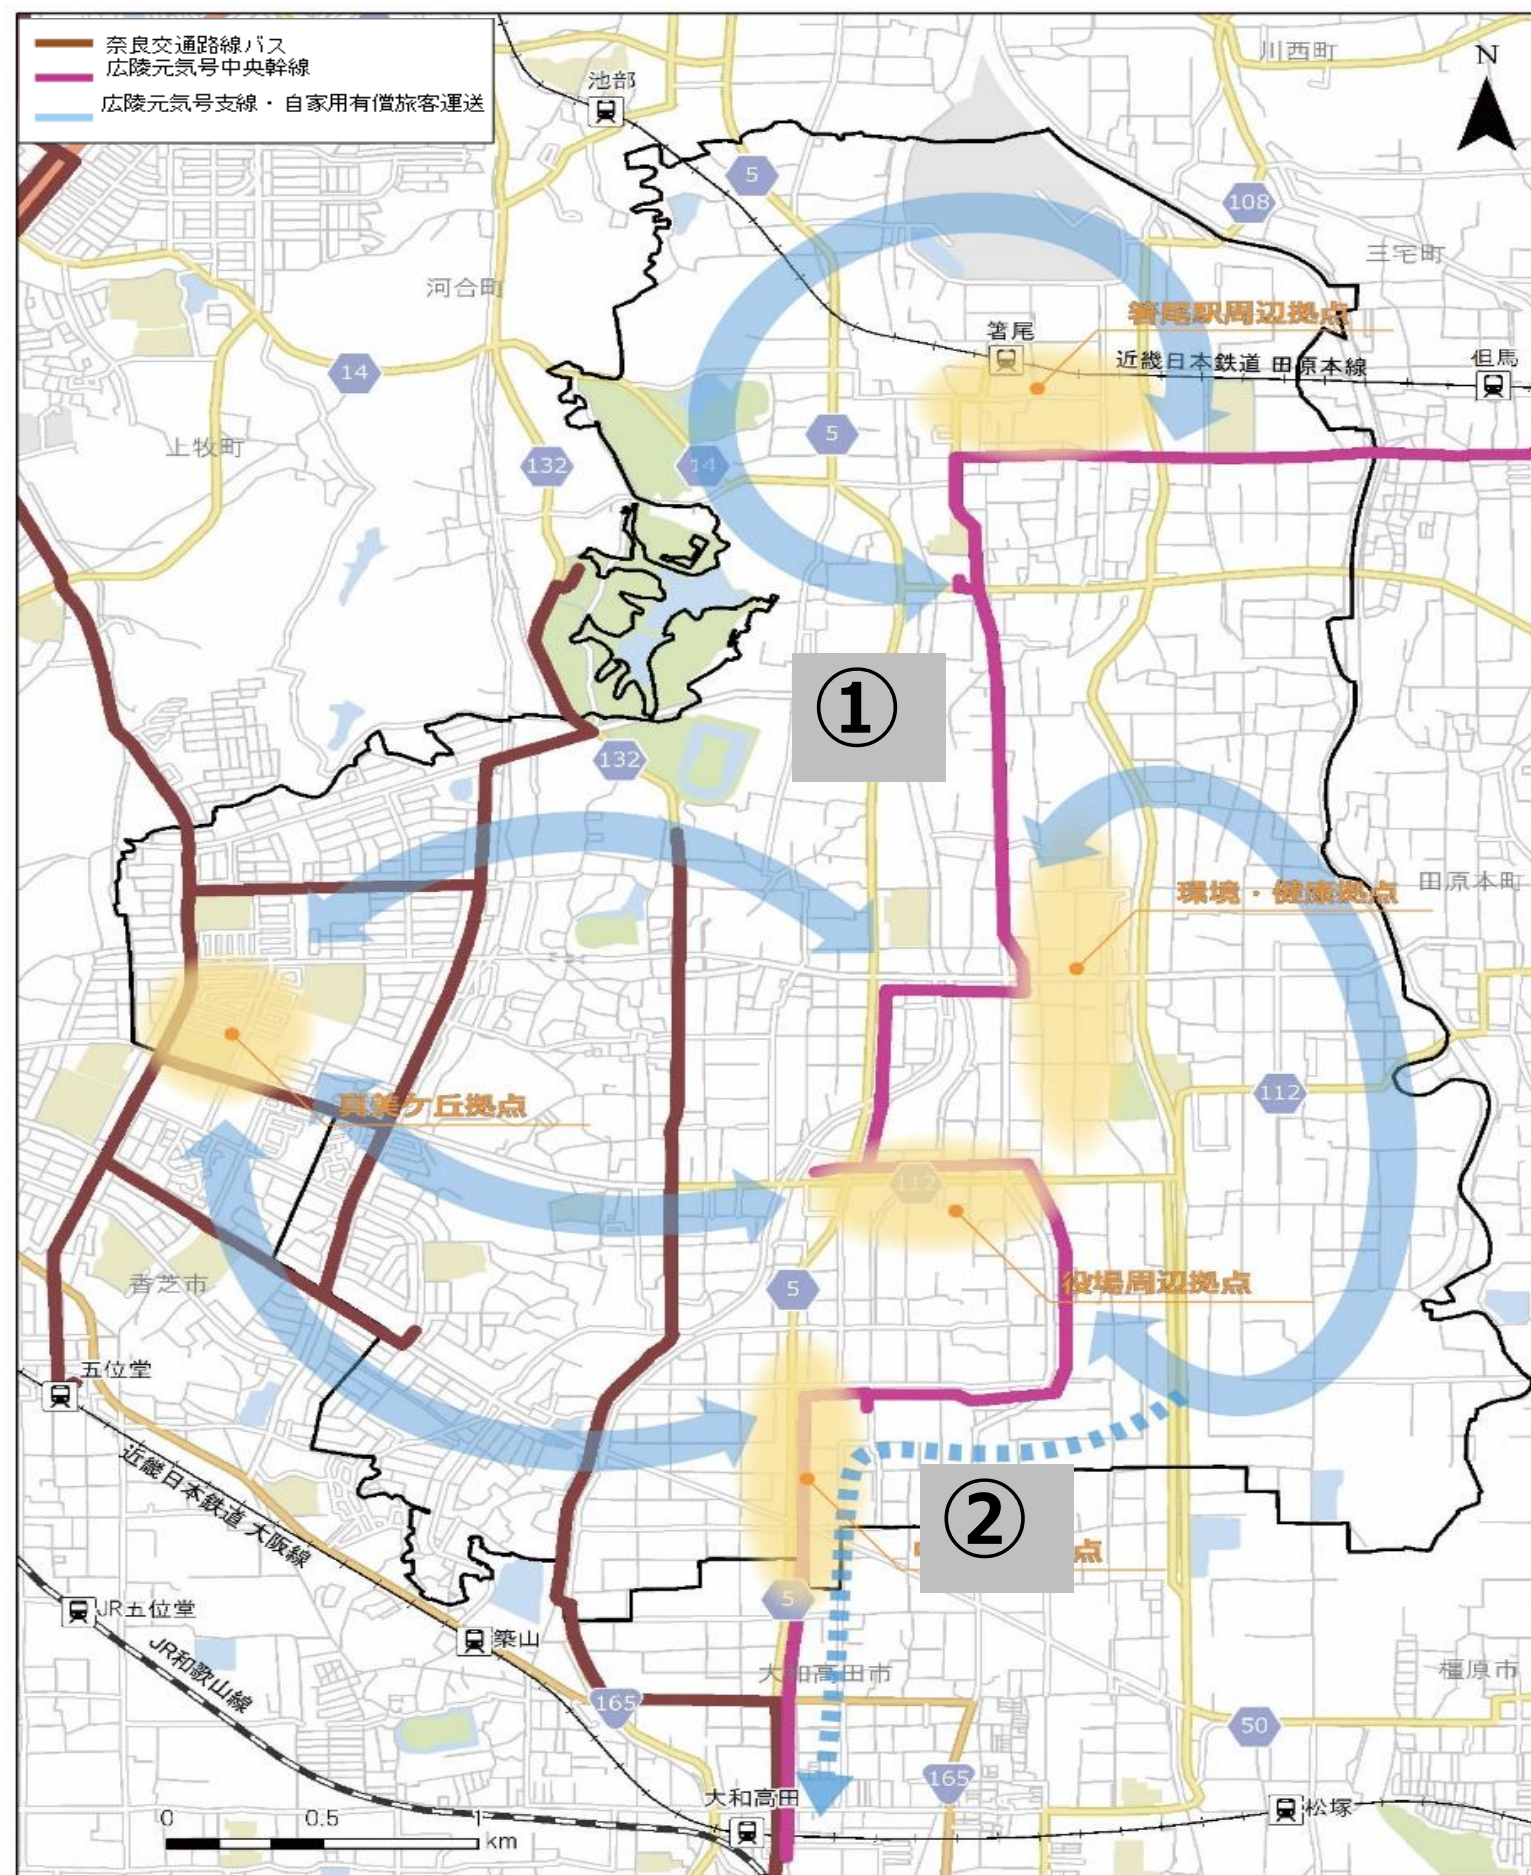 奈良交通路線バス
広陵元気号中央幹線
広陵元気号支線・自家用有償旅客運送
池部
川西町
N
5
108
三宅町
河合町
箸尾駅周辺拠点
箸尾
近畿日本鉄道 田原本線
但馬
14
5
上牧町
132
14
①
132
田原本町
環境・健康拠点
112
真美ケ丘拠点
112
香芝市
5
役場周辺拠点
五位堂
近畿日本鉄道 大阪線
②
点
5
JR五位堂
築山
JR和歌山線
大和高田市
橿原市
165
50
165
大和高田
松塚
0 0.5 1
km